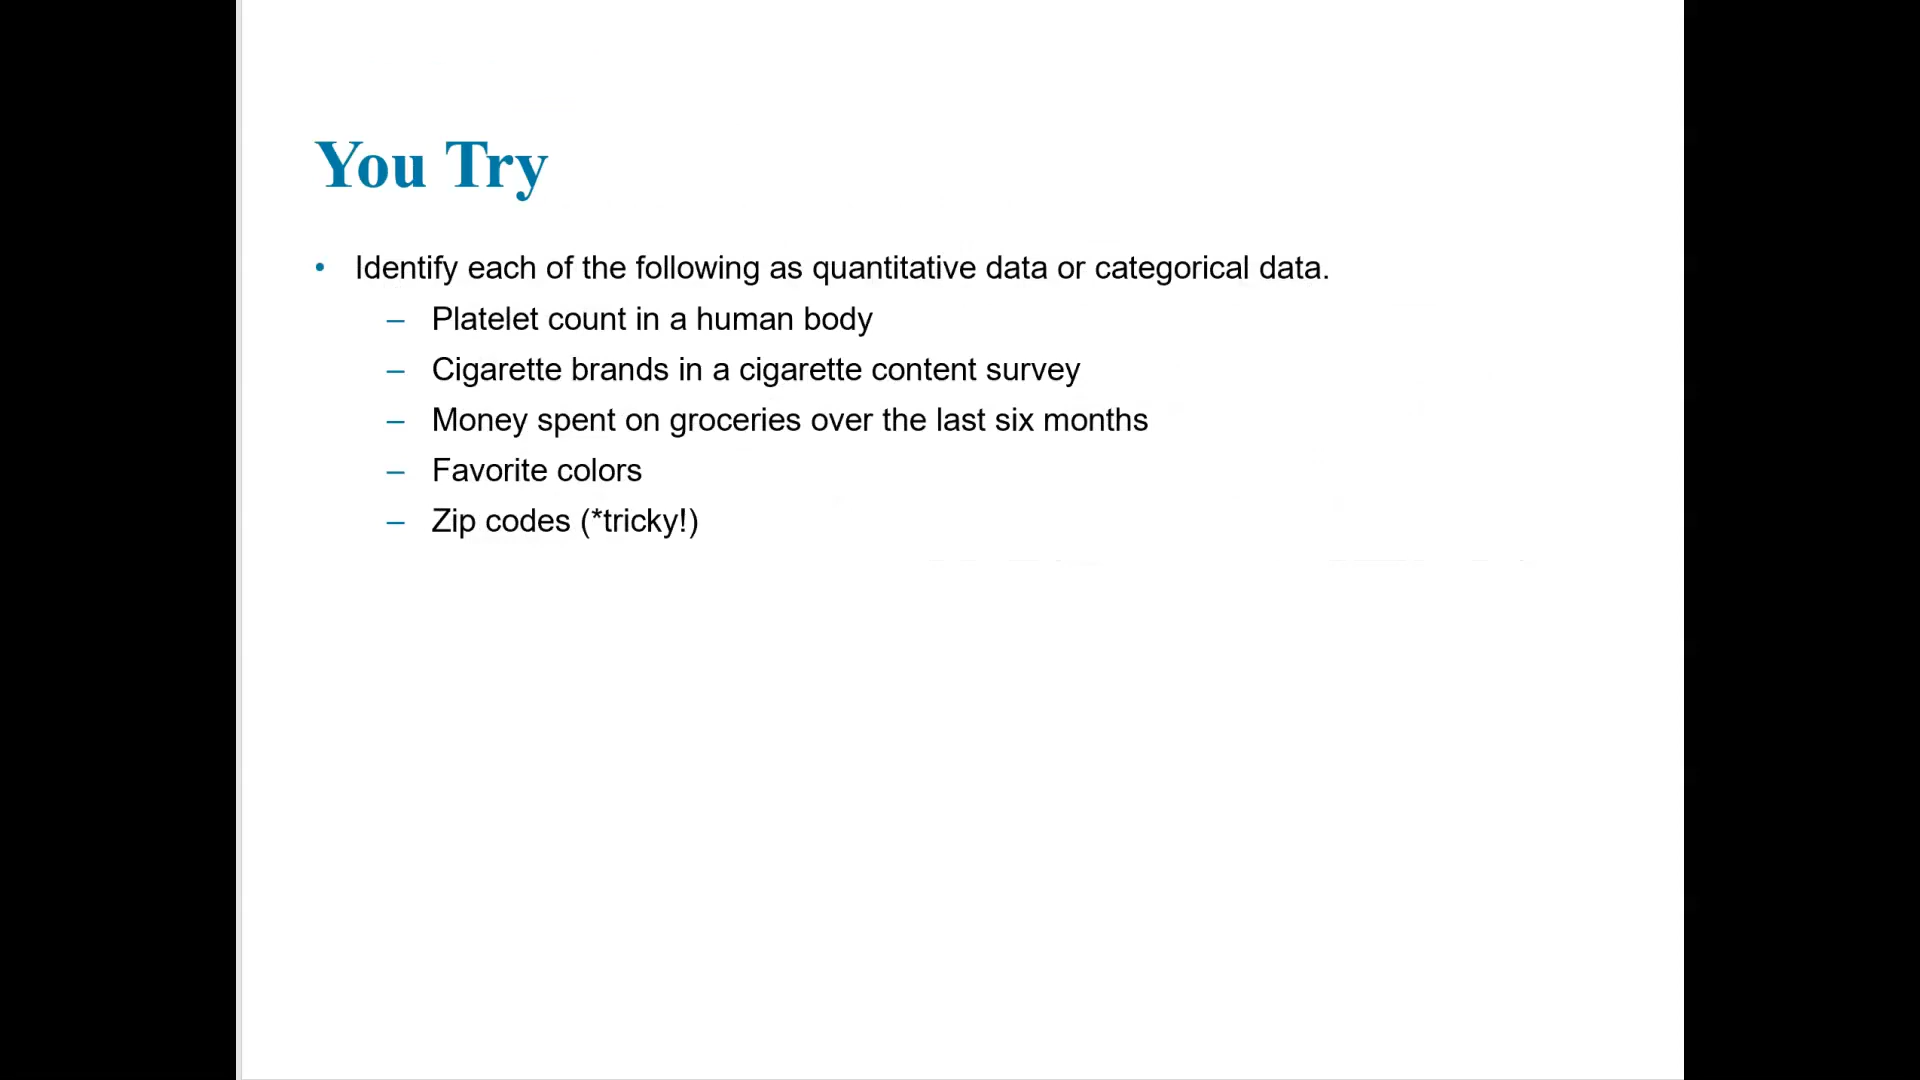 You Try
• Identify each of the following as quantitative data or categorical data.
– Platelet count in a human body
– Cigarette brands in a cigarette content survey
– Money spent on groceries over the last six months
– Favorite colors
– Zip codes (*tricky!)